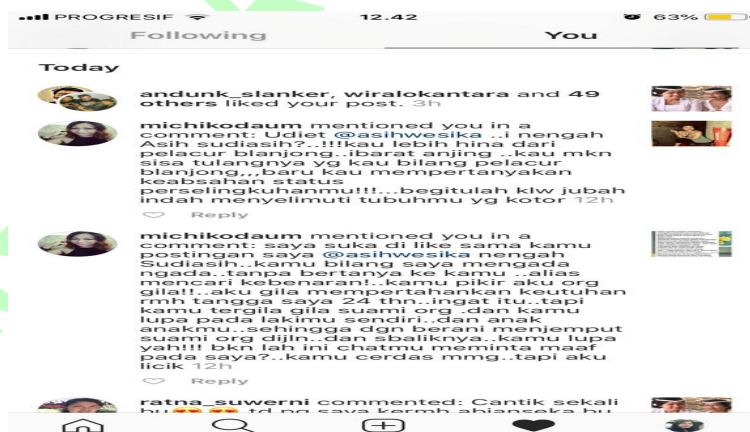 PROGRESIF 12.42 63%
Following You
Today
andunk_slanker, wiralokantara and 49
others liked your post. 3h
michikodaum mentioned you in a
comment: Udiet @asihwesika ..i nengah
Asih sudiasih?..!!!kau lebih hina dari
pelacur blanjong..ibarat anjing ..kau mkn
sisa tulangnya yg kau bilang pelacur
blanjong,,,baru kau mempertanyakan
keabsahan status
perselingkuhanmu!!!...begitulah klw jubah
indah menyelimuti tubuhmu yg kotor 12h
Reply
michikodaum mentioned you in a
comment: saya suka di like sama kamu
postingan saya @asihwesika nengah
Sudiasih..kamu bilang saya mengada
ngada..tanpa bertanya ke kamu ..alias
mencari kebenaran!..kamu pikir aku org
gila!!..aku gila mempertahankan keutuhan
rmh tangga saya 24 thn..ingat itu..tapi
kamu tergila gila suami org .dan kamu
lupa pada lakimu sendiri..dan anak
anakmu..sehingga dgn berani menjemput
suami org dijln..dan sbaliknya..kamu lupa
yah!!! bkn lah ini chatmu meminta maaf
pada saya?..kamu cerdas mmg..tapi aku
licik 12h
Reply
ratna_suwerni commented: Cantik sekali
bu😍😍 td pg saya kermh abianseka bu